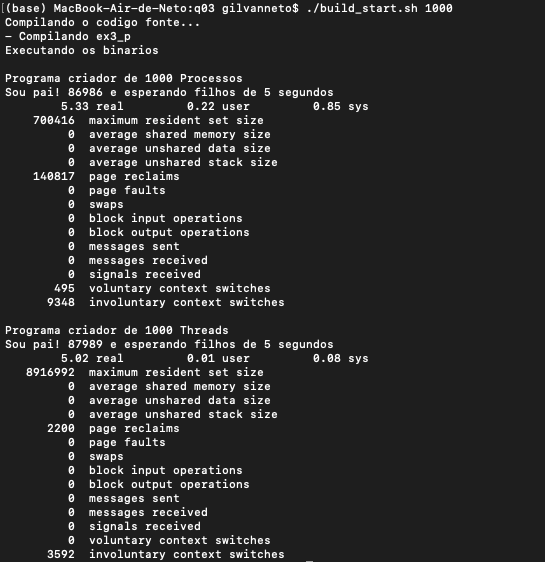 [(base) MacBook-Air-de-Neto:q03 gilvanneto$ ./build_start.sh 1000
Compilando o codigo fonte...
- Compilando ex3_p
Executando os binarios
Programa criador de 1000 Processos
Sou pai! 86986 e esperando filhos de 5 segundos
5.33 real 0.22 user 0.85 sys
700416 maximum resident set size
0 average shared memory size
0 average unshared data size
0 average unshared stack size
140817 page reclaims
0 page faults
0 swaps
0 block input operations
0 block output operations
0 messages sent
0 messages received
0 signals received
495 voluntary context switches
9348 involuntary context switches
Programa criador de 1000 Threads
Sou pai! 87989 e esperando filhos de 5 segundos
5.02 real 0.01 user 0.08 sys
8916992 maximum resident set size
0 average shared memory size
0 average unshared data size
0 average unshared stack size
2200 page reclaims
0 page faults
0 swaps
0 block input operations
0 block output operations
0 messages sent
0 messages received
0 signals received
0 voluntary context switches
3592 involuntary context switches